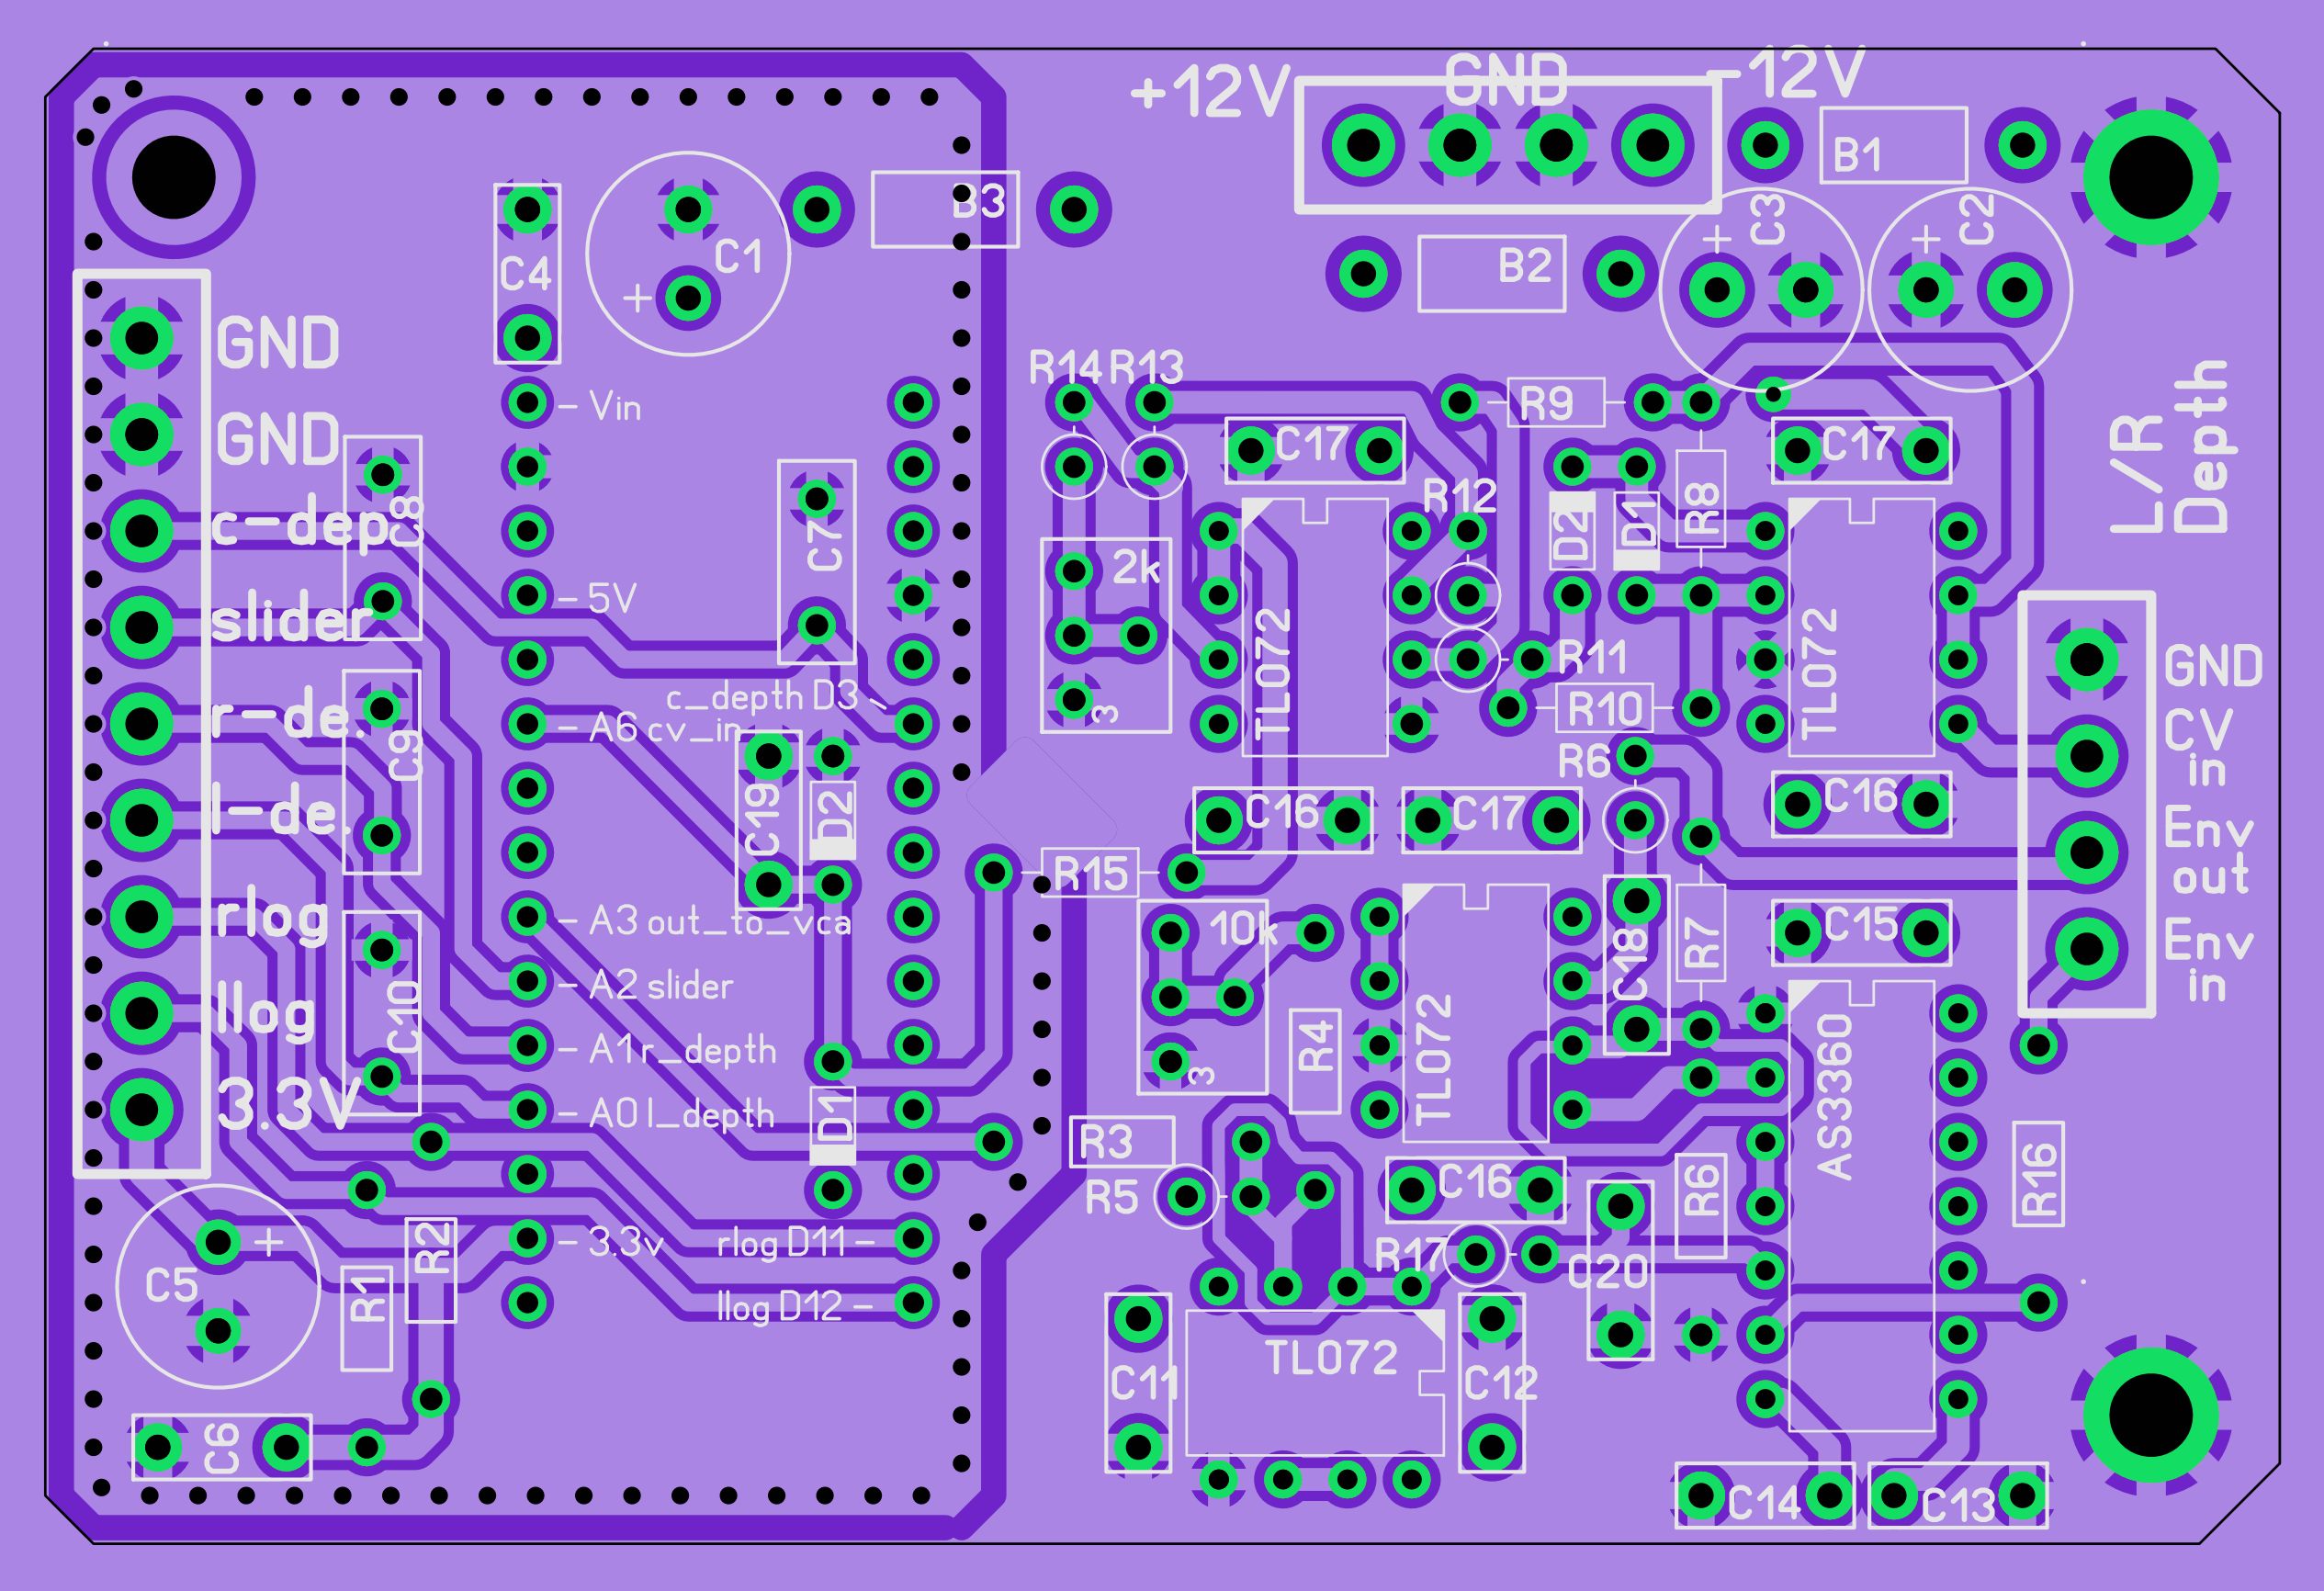 +12V
GND
-12V
B1
B3
B2
C3
C2
C4
C1
+
+
+
GND
GND
c-dep
slider
r-de.
l-de.
rlog
llog
3.3V
C8
C9
C10
C7
- Vin
- 5V
c_depth D3
- A6 cv_in
C19
D2
- A3 out_to_vca
- A2 slider
- A1 r_depth
- A0 l_depth
D1
- 3.3v
rlog D11 -
llog D12 -
C5
+
R1
R2
C6
R14
R13
R9
C17
C17
R12
2k
3
TL072
D2
D1
R8
TL072
R11
R10
R6
L/R
Depth
GND
CV
in
Env
out
Env
in
C16
C17
C16
R15
10k
3
R4
TL072
C18
R7
C15
AS3360
R3
R5
C16
R17
C20
R6
R16
TL072
C11
C12
C14
C13